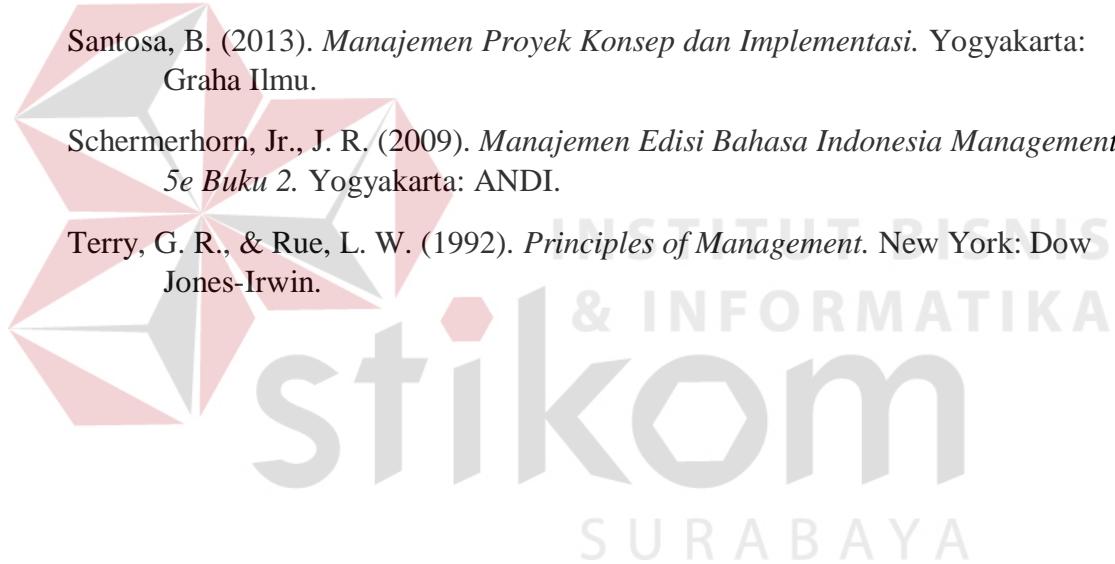 Santosa, B. (2013). Manajemen Proyek Konsep dan Implementasi. Yogyakarta:
Graha Ilmu.
Schermerhorn, Jr., J. R. (2009). Manajemen Edisi Bahasa Indonesia Management
5e Buku 2. Yogyakarta: ANDI.
Terry, G. R., & Rue, L. W. (1992). Principles of Management. New York: Dow
Jones-Irwin.
INSTITUT BISNIS
& INFORMATIKA
stikom
SURABAYA